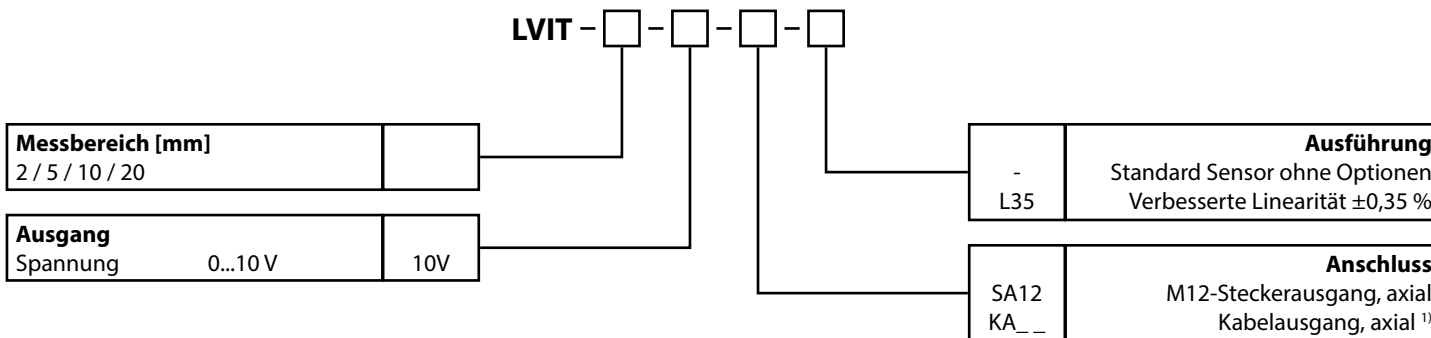 LVIT – – – –
Messbereich [mm]
2 / 5 / 10 / 20
Ausgang
Spannung 0...10 V 10V
Ausführung
- Standard Sensor ohne Optionen
L35 Verbesserte Linearität ±0,35 %
Anschluss
SA12 M12-Steckerausgang, axial
KA_ _ Kabelausgang, axial 1)